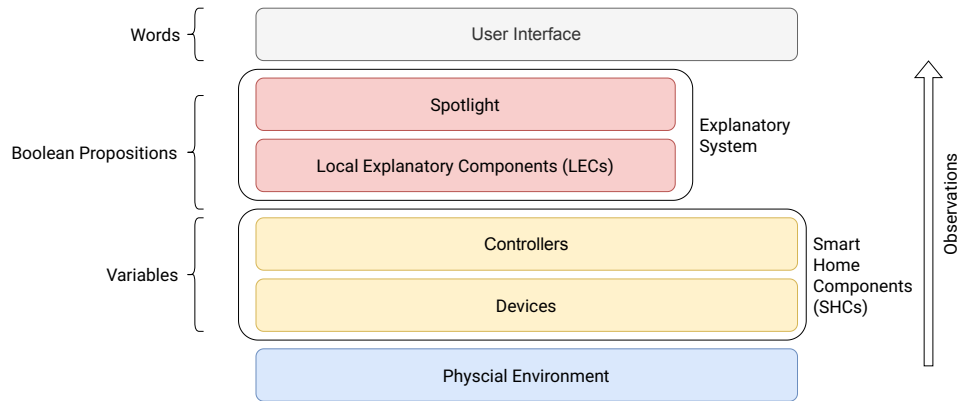 Words
User Interface
Spotlight
Boolean Propositions
Local Explanatory Components (LECs)
Explanatory
System
Observations
Controllers
Variables
Devices
Smart
Home
Components
(SHCs)
Physcial Environment